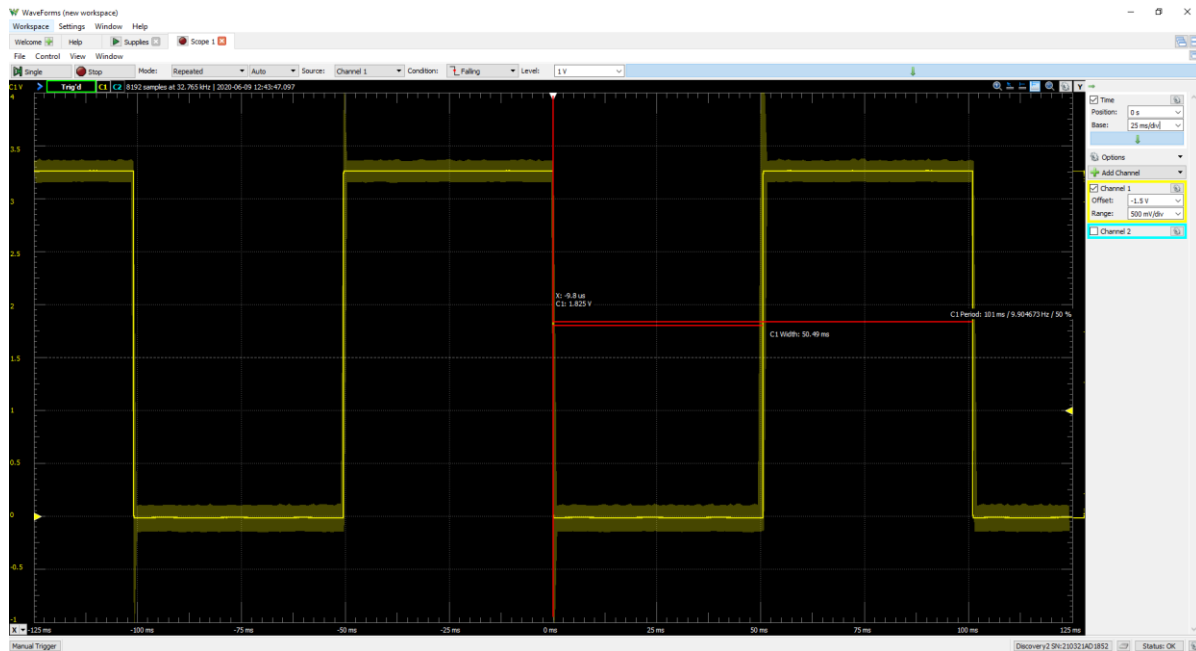 WaveForms (new workspace)
Workspace Settings Window Help
Welcome Help Supplies Scope 1
File Control View Window
Single Stop Mode: Repeated Auto Source: Channel 1 Condition: Falling Level: 1 V
C1 V Trig'd C1 C2 8192 samples at 32.765 kHz | 2020-06-09 12:43:47.097 Y
4
3.5
3
2.5
2
1.5
1
0.5
0
-0.5
-1
X: -9.8 us
C1: 1.825 V
C1 Period: 101 ms / 9.904673 Hz / 50 %
C1 Width: 50.49 ms
X -125 ms -100 ms -75 ms -50 ms -25 ms 0 ms 25 ms 50 ms 75 ms 100 ms 125 ms
Time
Position: 0 s
Base: 25 ms/div
Options
Add Channel
Channel 1
Offset: -1.5 V
Range: 500 mV/div
Channel 2
Manual Trigger Discovery2 SN:210321AD1852 Status: OK